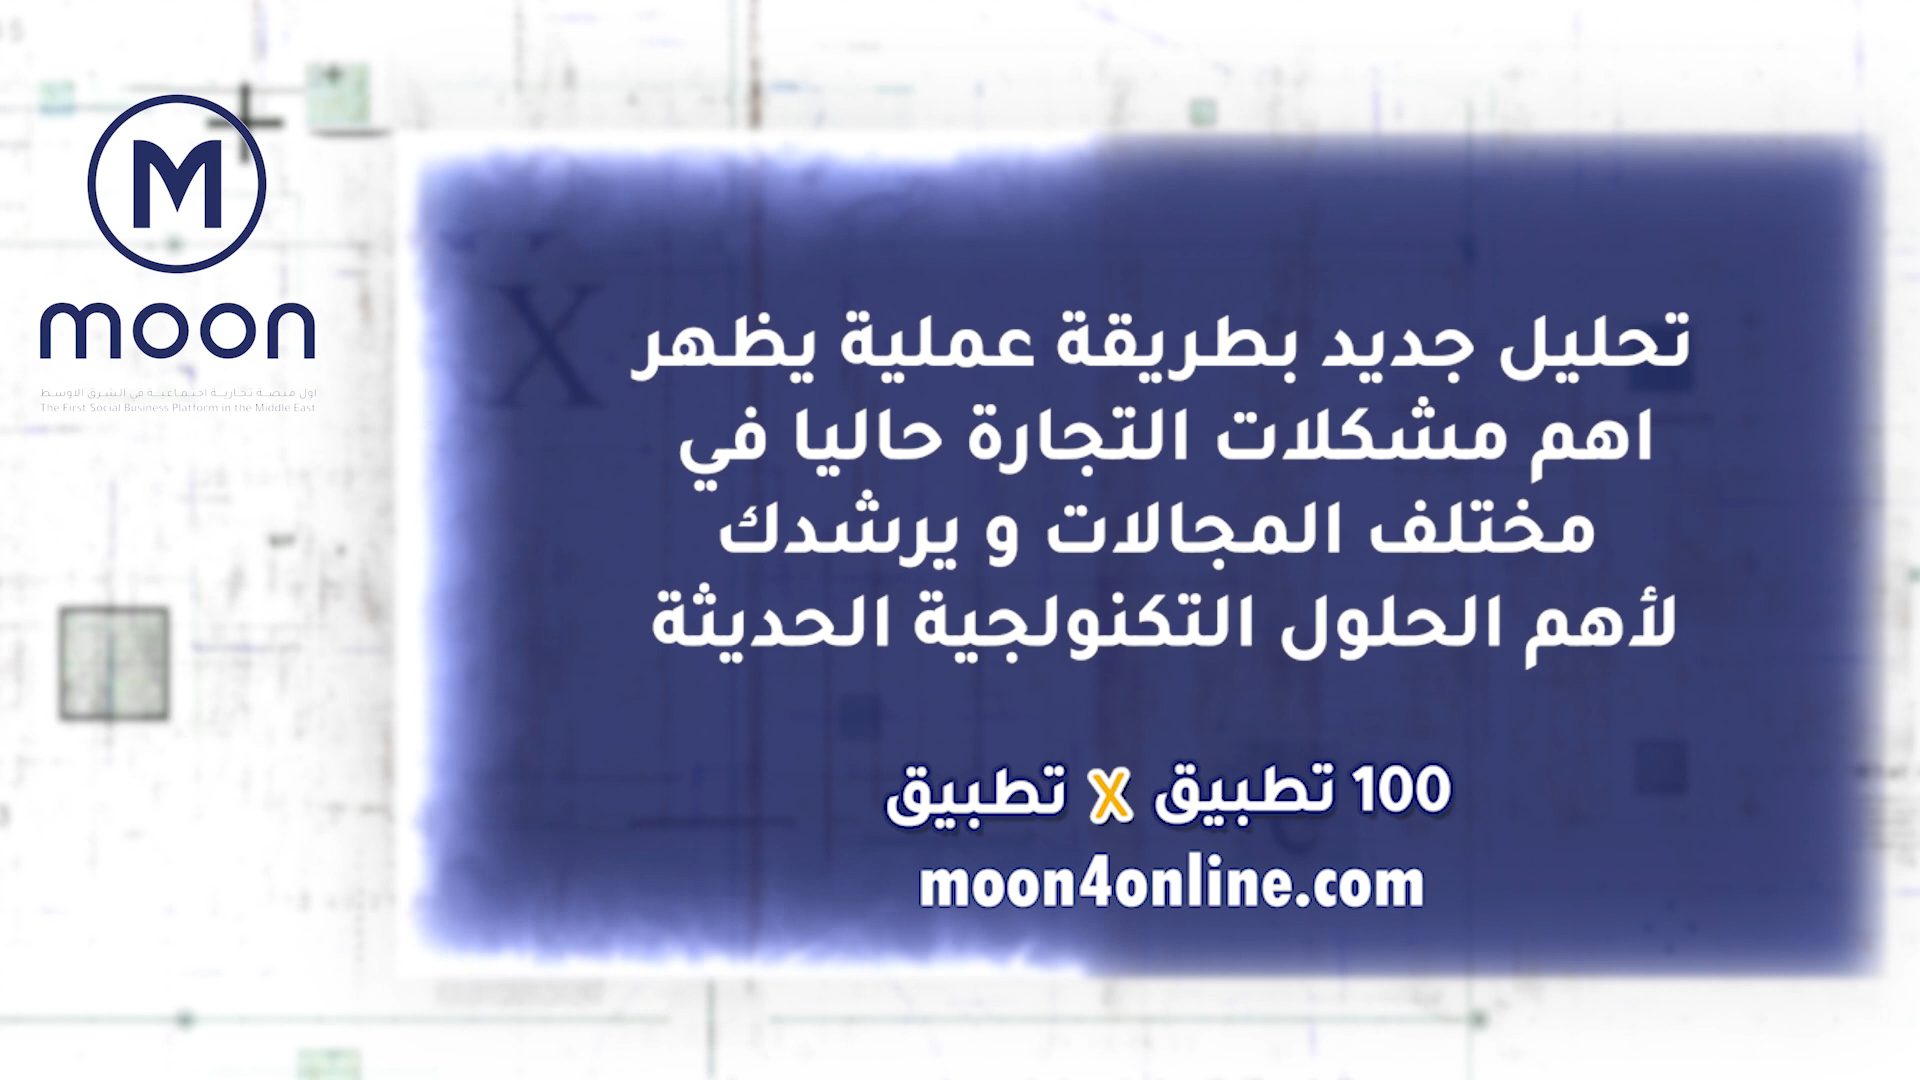 M
moon
اول منصة تجارية اجتماعية في الشرق الاوسط
The First Social Business Platform in the Middle East
X
تحليل جديد بطريقة عملية يظهر
اهم مشكلات التجارة حاليا في
مختلف المجالات و يرشدك
لأهم الحلول التكنولجية الحديثة
100 تطبيق X تطبيق
moon4online.com